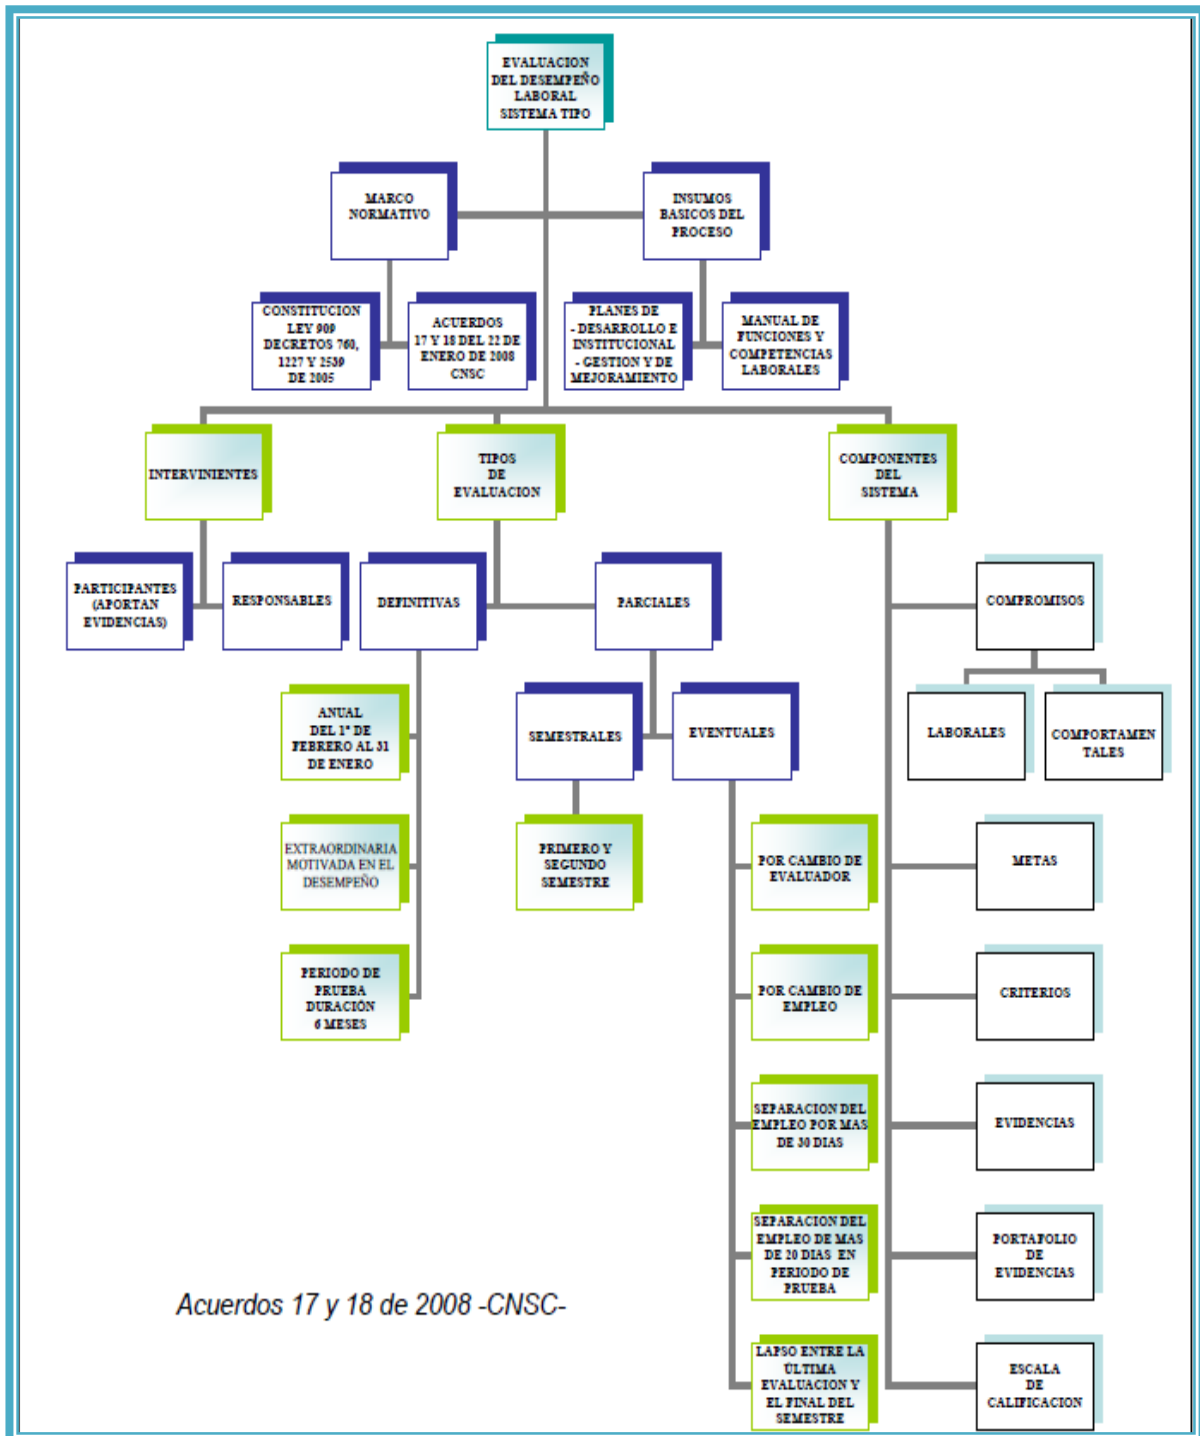 EVALUACION
DEL DESEMPEÑO
LABORAL
SISTEMA TIPO
MARCO
NORMATIVO
INSUMOS
BASICOS DEL
PROCESO
CONSTITUCION
LEY 909
DECRETOS 760,
1227 Y 2539
DE 2005
ACUERDOS
17 Y 18 DEL 22 DE
ENERO DE 2008
CNSC
PLANES DE
- DESARROLLO E
INSTITUCIONAL
- GESTION Y DE
MEJORAMIENTO
MANUAL DE
FUNCIONES Y
COMPETENCIAS
LABORALES
INTERVINIENTES
TIPOS
DE
EVALUACION
COMPONENTES
DEL
SISTEMA
PARTICIPANTES
(APORTAN
EVIDENCIAS)
RESPONSABLES
DEFINITIVAS
PARCIALES
COMPROMISOS
ANUAL
DEL 1º DE
FEBRERO AL 31
DE ENERO
SEMESTRALES
EVENTUALES
LABORALES
COMPORTAMEN
TALES
EXTRAORDINARIA
MOTIVADA EN EL
DESEMPEÑO
PRIMERO Y
SEGUNDO
SEMESTRE
POR CAMBIO DE
EVALUADOR
METAS
PERIODO DE
PRUEBA
DURACIÓN
6 MESES
POR CAMBIO DE
EMPLEO
CRITERIOS
SEPARACION DEL
EMPLEO POR MAS
DE 30 DIAS
EVIDENCIAS
SEPARACION DEL
EMPLEO DE MAS
DE 20 DIAS EN
PERIODO DE
PRUEBA
PORTAFOLIO
DE
EVIDENCIAS
Acuerdos 17 y 18 de 2008 -CNSC-
LAPSO ENTRE LA
ÚLTIMA
EVALUACION Y
EL FINAL DEL
SEMESTRE
ESCALA
DE
CALIFICACION